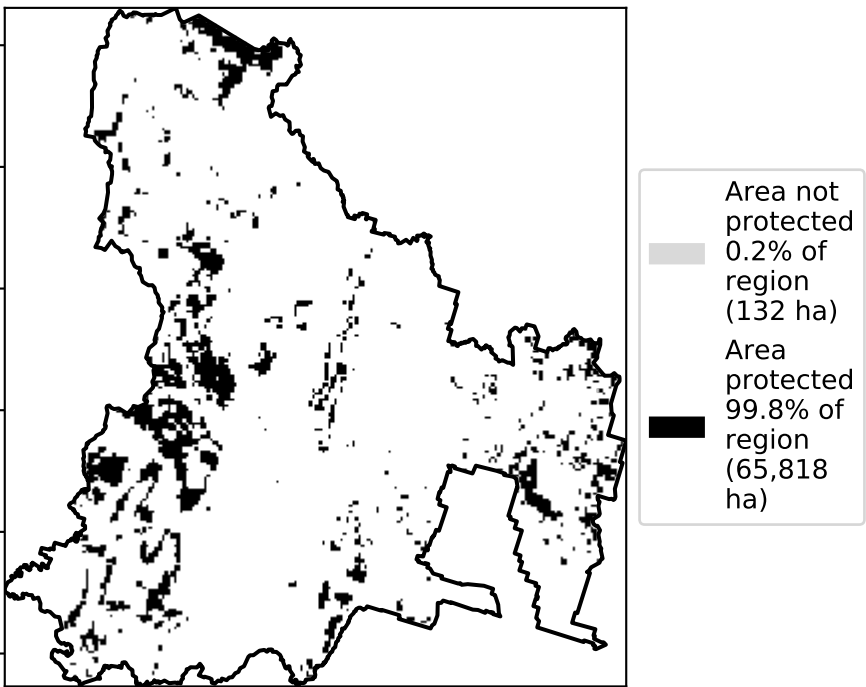 Area not
protected
0.2% of
region
(132 ha)
Area
protected
99.8% of
region
(65,818
ha)